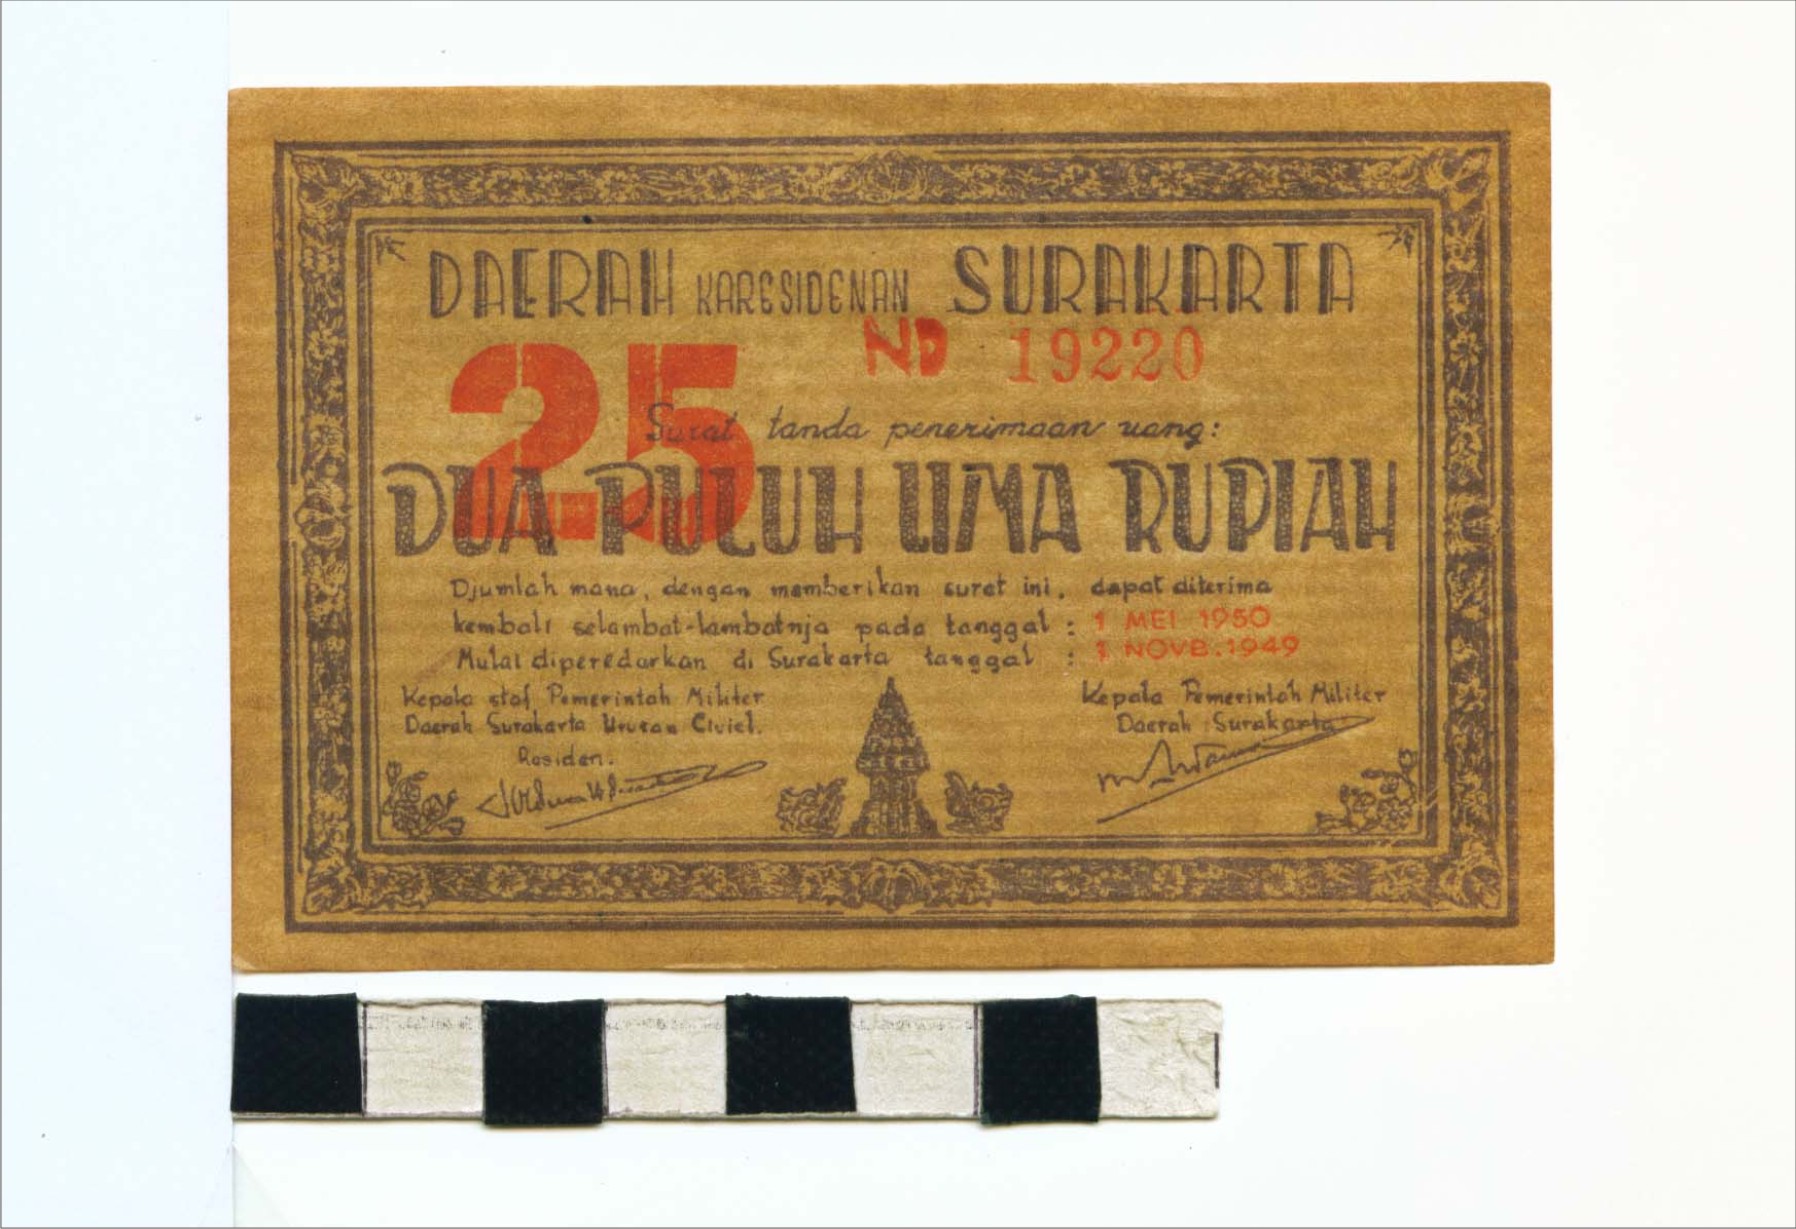 DAERAH KARESIDENAN SURAKARTA
NO 19220
25
Surat tanda penerimaan uang:
DUA PULUH LIMA RUPIAH
Djumlah mana, dengan memberikan surat ini, dapat diterima
kembali selambat-lambatnja pada tanggal : 1 MEI 1950
Mulai diperedarkan di Surakarta tanggal : 1 NOVB.1949
Kepala staf Pemerintah Militer
Daerah Surakarta Urusan Civiel.
Residen.
Kepala Pemerintah Militer
Daerah Surakarta